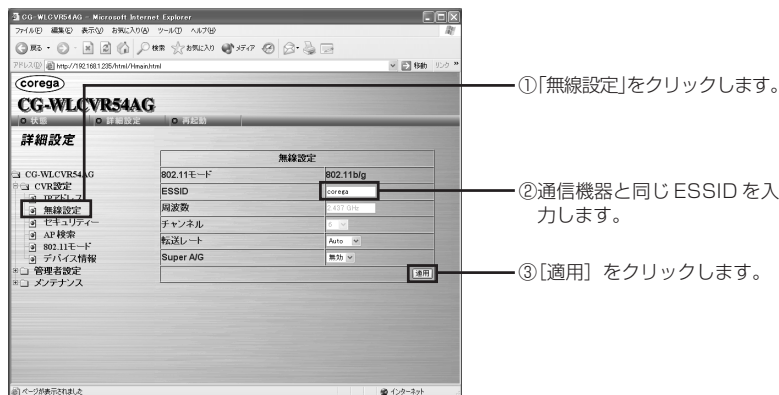 CG-WLCVR54AG - Microsoft Internet Explorer
ファイル(F) 編集(E) 表示(V) お気に入り(A) ツール(T) ヘルプ(H)
戻る 検索 お気に入り メディア
アドレス(D) http://192.168.1.235/html/Hmain.html 移動 リンク »
corega
CG-WLCVR54AG
状態 詳細設定 再起動
詳細設定
CG-WLCVR54AG
CVR設定
IPアドレス
無線設定
セキュリティー
AP検索
802.11モード
デバイス情報
管理者設定
メンテナンス
無線設定
802.11モード 802.11b/g
ESSID corega
周波数 2.437 GHz
チャンネル 6
転送レート Auto
Super A/G 無効
適用
ページが表示されました インターネット
①「無線設定」をクリックします。
②通信機器と同じ ESSID を入
力します。
③[適用] をクリックします。